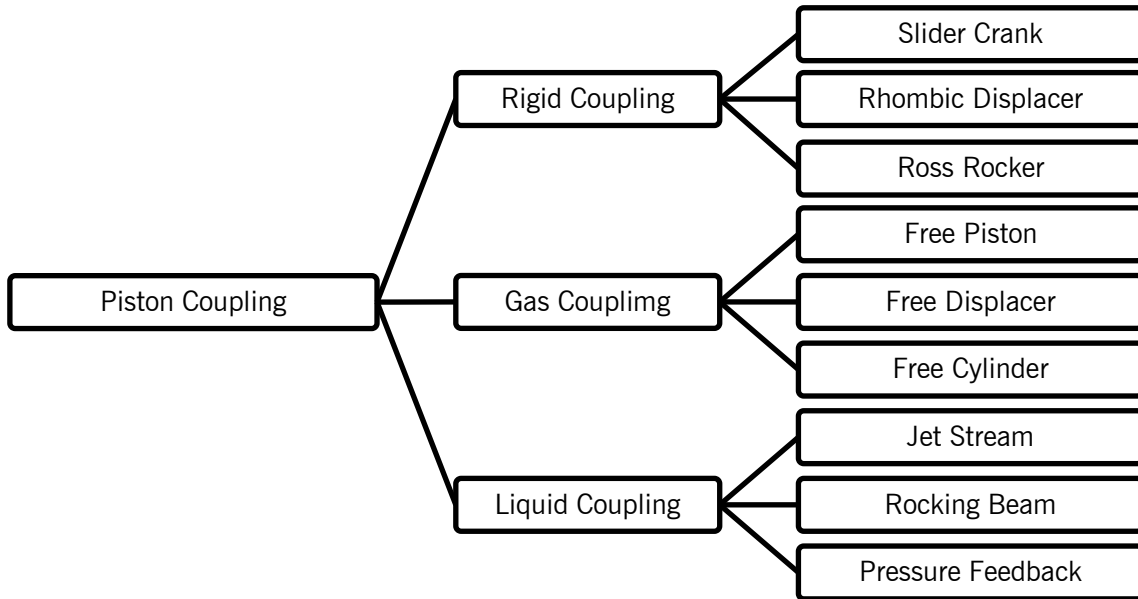 Slider Crank
Rigid Coupling
Rhombic Displacer
Ross Rocker
Free Piston
Piston Coupling
Gas Couplimg
Free Displacer
Free Cylinder
Jet Stream
Liquid Coupling
Rocking Beam
Pressure Feedback